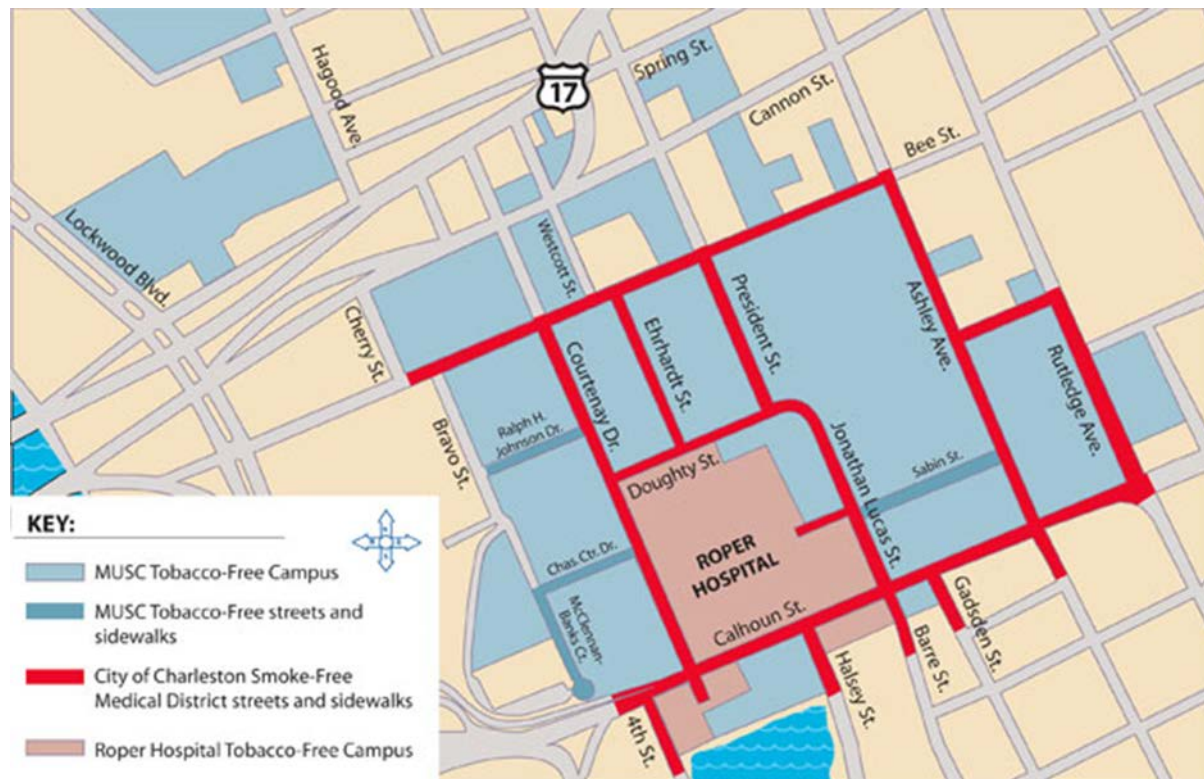 Hagood Ave.
17
Spring St.
Cannon St.
Bee St.
Lockwood Blvd.
Westcott St.
Cherry St.
President St.
Ashley Ave.
Ehrhardt St.
Courtenay Dr.
Rutledge Ave.
Ralph H.
Johnson Dr.
Bravo St.
Jonathan Lucas St.
Sabin St.
Doughty St.
ROPER
HOSPITAL
Chas. Ctr. Dr.
McClennan-
Banks Ct.
Calhoun St.
Gadsden St.
Barre St.
Halsey St.
4th St.
KEY:
N
W E
S
MUSC Tobacco-Free Campus
MUSC Tobacco-Free streets and
sidewalks
City of Charleston Smoke-Free
Medical District streets and sidewalks
Roper Hospital Tobacco-Free Campus